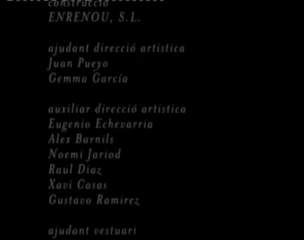 construcció
ENRENOU, S.L.
ajudant direcció artística
Juan Pueyo
Gemma García
auxiliar direcció artística
Eugenio Echevarria
Alex Barnils
Noemi Jariod
Raul Diaz
Xavi Casas
Gustavo Ramirez
ajudant vestuari